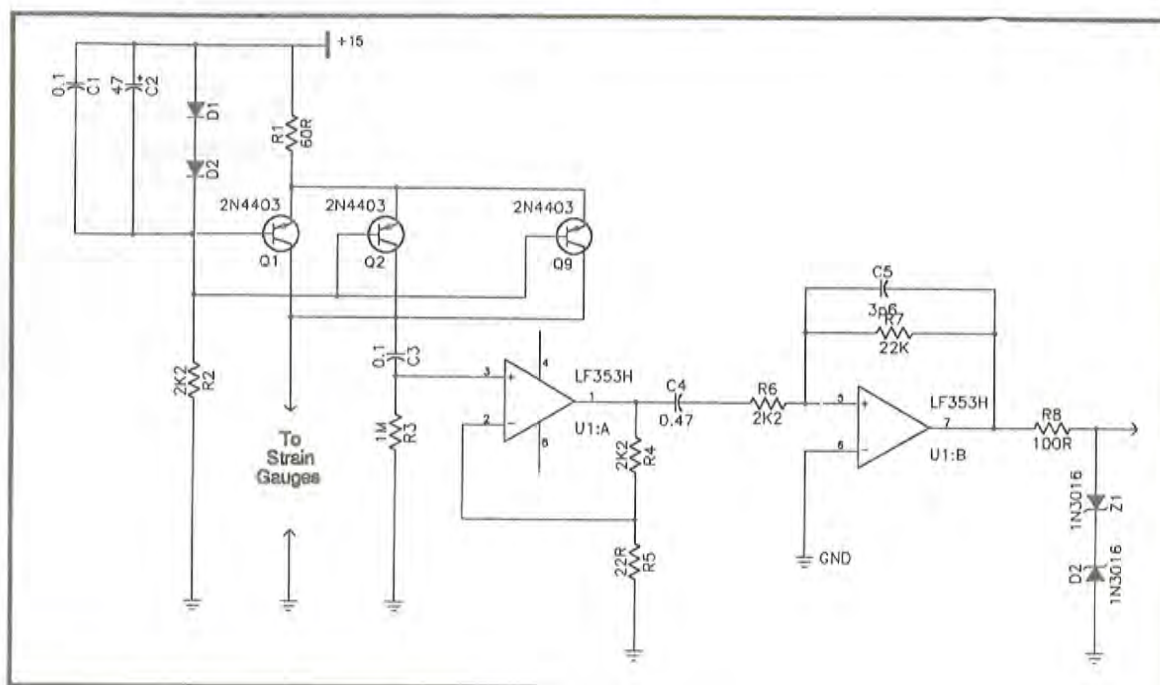 +15
0.1
C1
47
+
C2
D1
D2
R1
60R
2N4403
2N4403
2N4403
Q1
Q2
Q9
2K2
R2
To
Strain
Gauges
0.1
C3
1M
R3
3
+
2
-
4
LF353H
1
U1:A
2K2
R4
22R
R5
C4
0.47
R6
2K2
C5
3p6
R7
22K
+
6
-
LF353H
7
U1:B
GND
R8
100R
1N3016
Z1
D2
1N3016